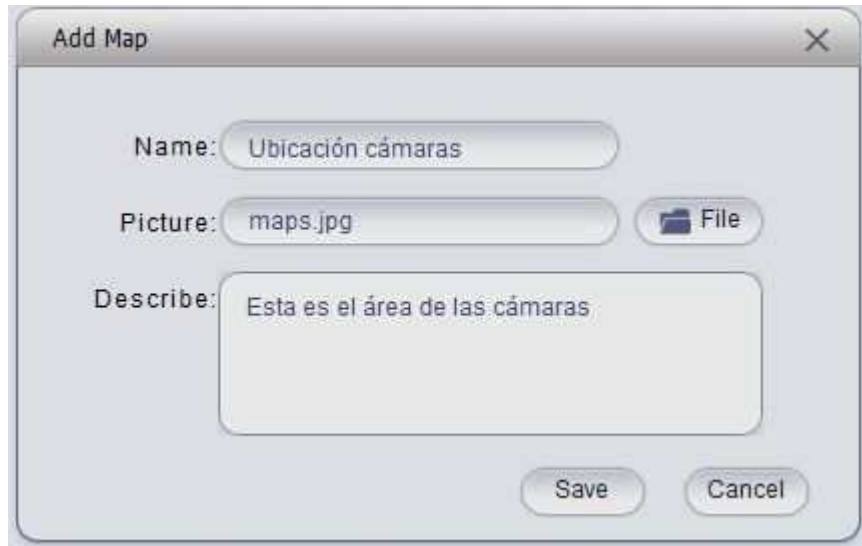 Add Map
Name: Ubicación cámaras
Picture: maps.jpg File
Describe: Esta es el área de las cámaras
Save Cancel